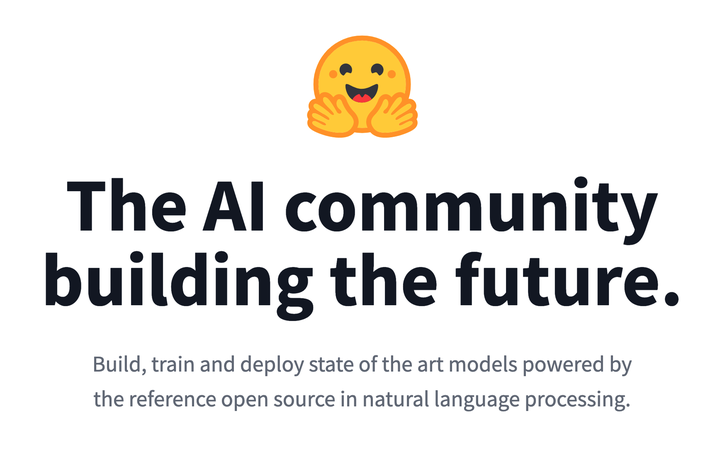 The AI community
building the future.
Build, train and deploy state of the art models powered by
the reference open source in natural language processing.